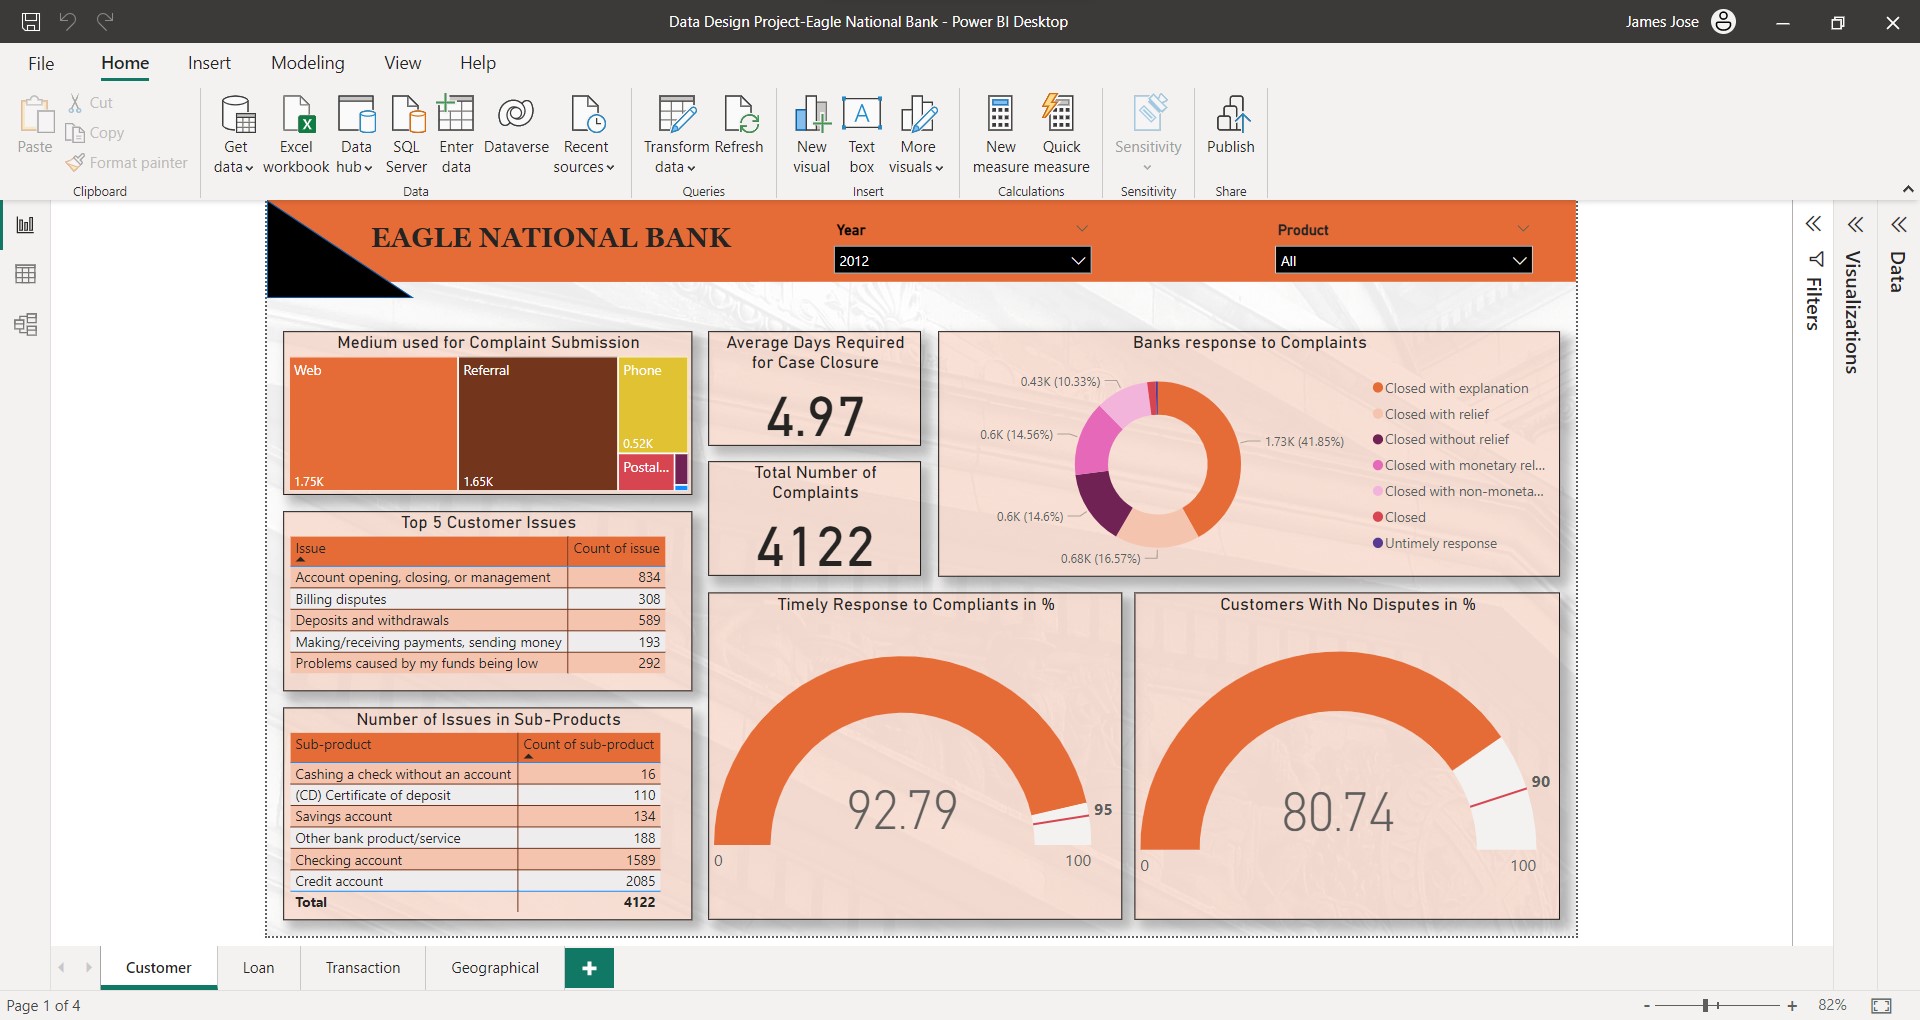 Data Design Project-Eagle National Bank - Power BI Desktop
James Jose
File
Home
Insert
Modeling
View
Help
Paste
Cut
Copy
Format painter
Clipboard
Get
data
Excel
workbook
Data
hub
SQL
Server
Enter
data
Dataverse
Recent
sources
Data
Transform
data
Refresh
Queries
New
visual
Text
box
More
visuals
Insert
New
measure
Quick
measure
Calculations
Sensitivity
Sensitivity
Publish
Share
EAGLE NATIONAL BANK
Year
2012
Product
All
Filters
Visualizations
Data
Medium used for Complaint Submission
Web
1.75K
Referral
1.65K
Phone
0.52K
Postal...
Average Days Required
for Case Closure
4.97
Total Number of
Complaints
4122
Banks response to Complaints
0.43K (10.33%)
0.6K (14.56%)
0.6K (14.6%)
0.68K (16.57%)
1.73K (41.85%)
Closed with explanation
Closed with relief
Closed without relief
Closed with monetary rel...
Closed with non-moneta...
Closed
Untimely response
Top 5 Customer Issues
Issue Count of issue
Account opening, closing, or management 834
Billing disputes 308
Deposits and withdrawals 589
Making/receiving payments, sending money 193
Problems caused by my funds being low 292
Number of Issues in Sub-Products
Sub-product Count of sub-product
Cashing a check without an account 16
(CD) Certificate of deposit 110
Savings account 134
Other bank product/service 188
Checking account 1589
Credit account 2085
Total 4122
Timely Response to Compliants in %
92.79
95
0
100
Customers With No Disputes in %
80.74
90
0
100
Customer
Loan
Transaction
Geographical
+
Page 1 of 4
- + 82%